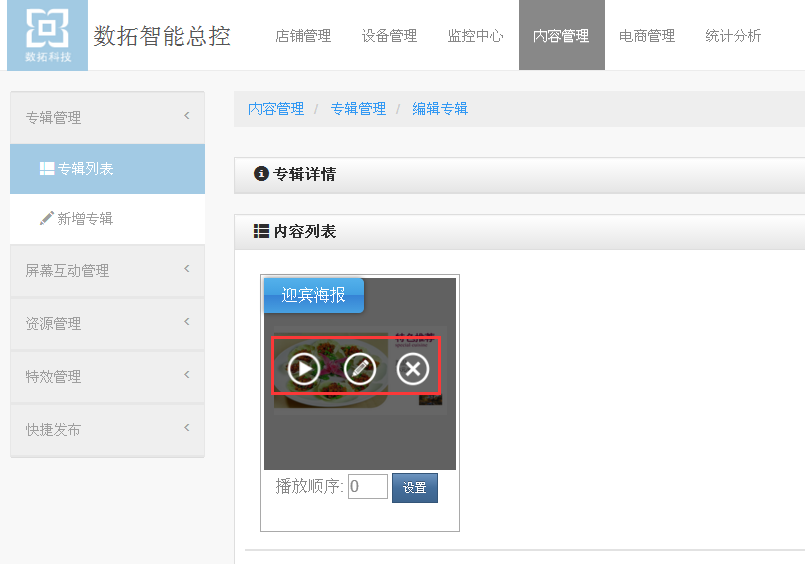 数拓科技
数拓智能总控
店铺管理 设备管理 监控中心 内容管理 电商管理 统计分析
专辑管理
专辑列表
新增专辑
屏幕互动管理
资源管理
特效管理
快捷发布
内容管理 / 专辑管理 / 编辑专辑
专辑详情
内容列表
迎宾海报
特色推荐
播放顺序: 0 设置